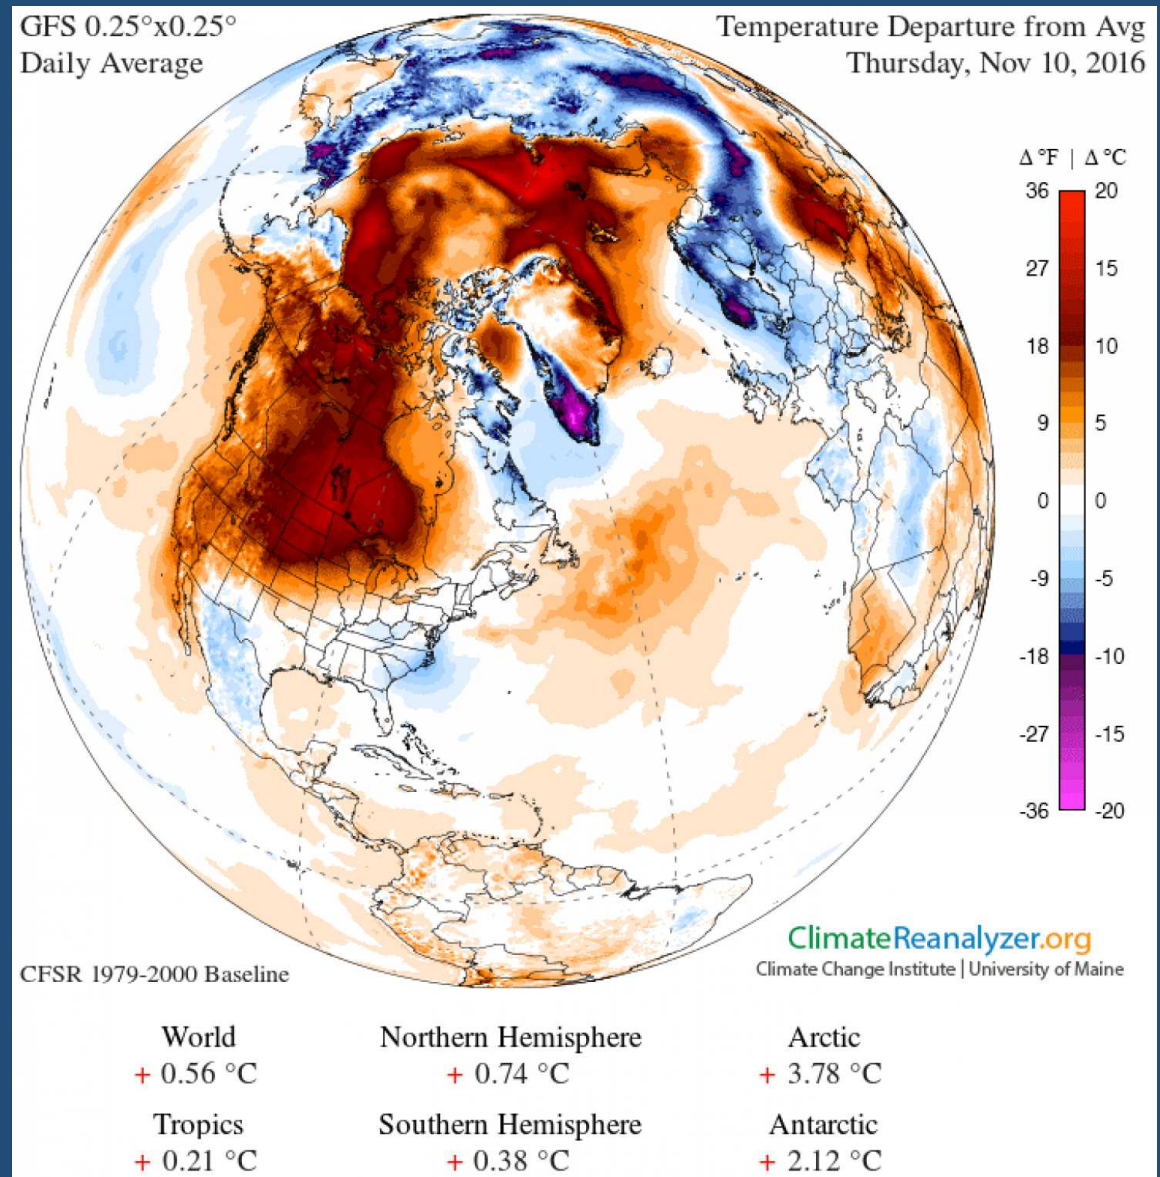 GFS 0.25°x0.25°
Daily Average
Temperature Departure from Avg
Thursday, Nov 10, 2016
Δ °F | Δ °C
36 20
27 15
18 10
9 5
0 0
-9 -5
-18 -10
-27 -15
-36 -20
ClimateReanalyzer.org
Climate Change Institute | University of Maine
CFSR 1979-2000 Baseline
World Northern Hemisphere Arctic
+ 0.56 °C + 0.74 °C + 3.78 °C
Tropics Southern Hemisphere Antarctic
+ 0.21 °C + 0.38 °C + 2.12 °C